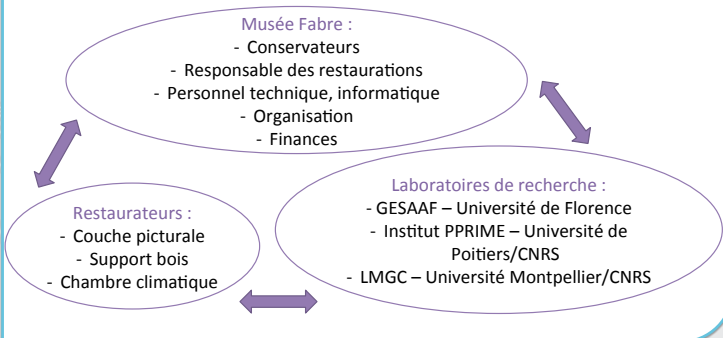 Musée Fabre :
- Conservateurs
- Responsable des restaurations
- Personnel technique, informatique
- Organisation
- Finances
Restaurateurs :
- Couche picturale
- Support bois
- Chambre climatique
Laboratoires de recherche :
- GESAAF – Université de Florence
- Institut PPRIME – Université de
Poitiers/CNRS
- LMGC – Université Montpellier/CNRS